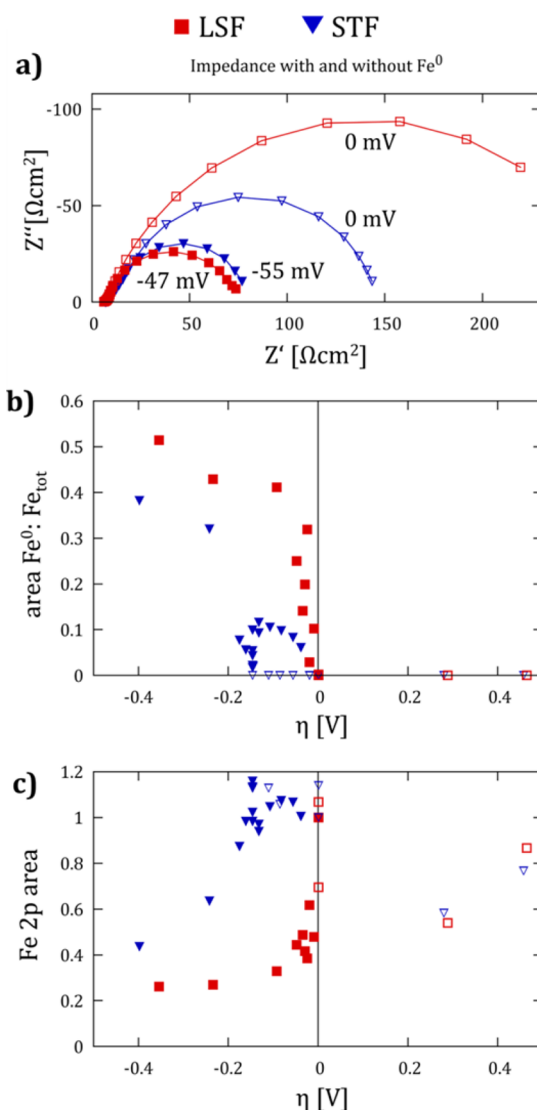 LSF STF
a)
Impedance with and without Fe⁰
-100
-50
0
Z‘‘[Ωcm²]
0 mV
0 mV
-47 mV
-55 mV
0 50 100 150 200
Z‘ [Ωcm²]
b)
0.6
0.5
0.4
0.3
0.2
0.1
0
area Fe⁰: Feₜₒₜ
-0.4 -0.2 0 0.2 0.4
η [V]
c)
1.2
1
0.8
0.6
0.4
0.2
0
Fe 2p area
-0.4 -0.2 0 0.2 0.4
η [V]